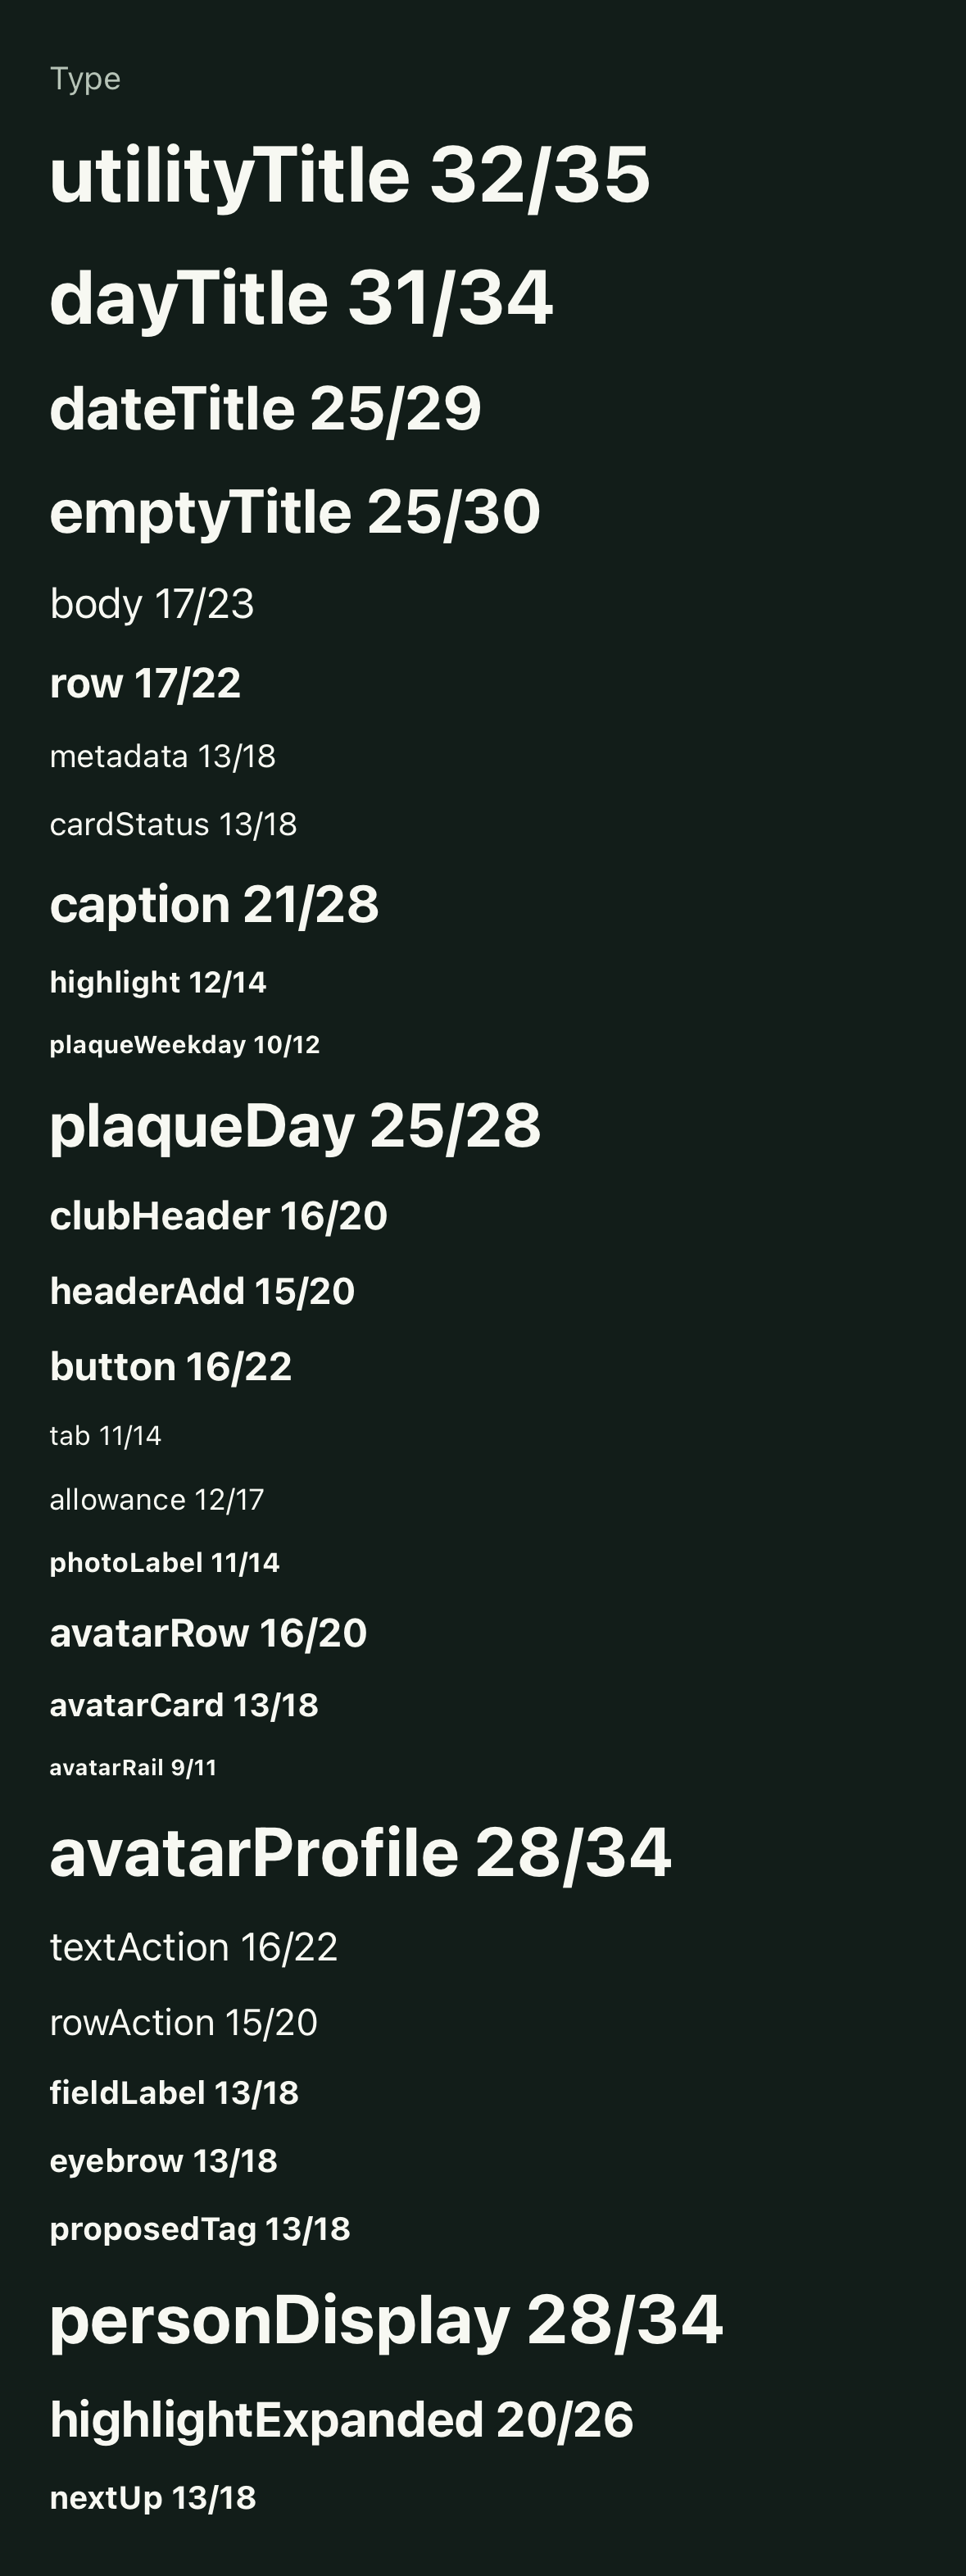 Type
utilityTitle 32/35
dayTitle 31/34
dateTitle 25/29
emptyTitle 25/30
body 17/23
row 17/22
metadata 13/18
cardStatus 13/18
caption 21/28
highlight 12/14
plaqueWeekday 10/12
plaqueDay 25/28
clubHeader 16/20
headerAdd 15/20
button 16/22
tab 11/14
allowance 12/17
photoLabel 11/14
avatarRow 16/20
avatarCard 13/18
avatarRail 9/11
avatarProfile 28/34
textAction 16/22
rowAction 15/20
fieldLabel 13/18
eyebrow 13/18
proposedTag 13/18
personDisplay 28/34
highlightExpanded 20/26
nextUp 13/18